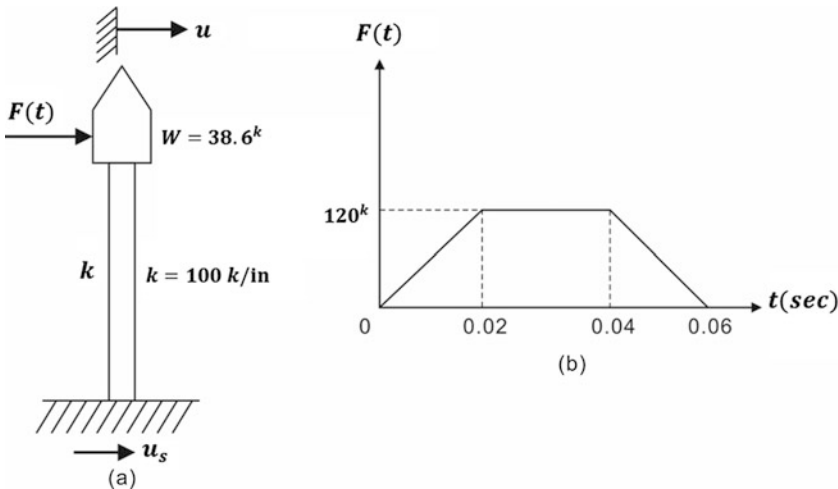 u
F(t)
W = 38.6^k
k
k = 100 k/in
u_s
(a)
F(t)
120^k
0
0.02
0.04
0.06
t(sec)
(b)